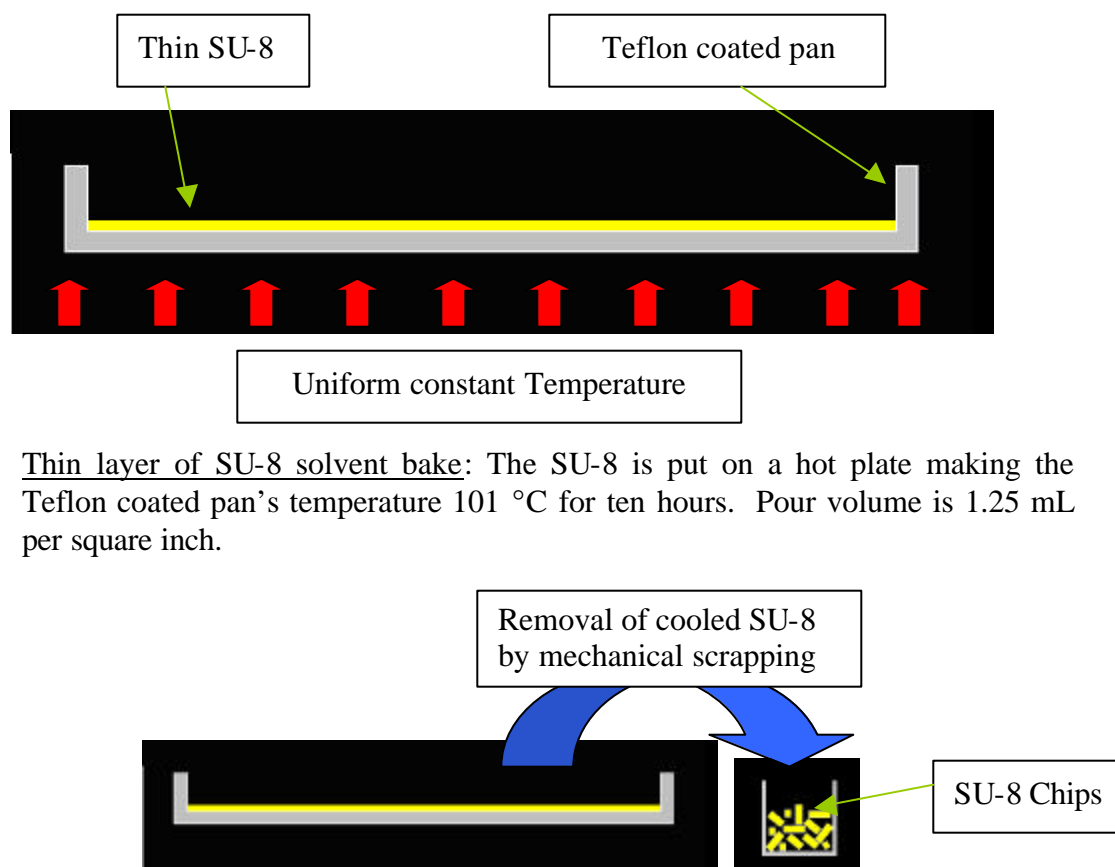 Thin SU-8
Teflon coated pan
Uniform constant Temperature
Thin layer of SU-8 solvent bake: The SU-8 is put on a hot plate making the
Teflon coated pan’s temperature 101 °C for ten hours. Pour volume is 1.25 mL
per square inch.
Removal of cooled SU-8
by mechanical scrapping
SU-8 Chips